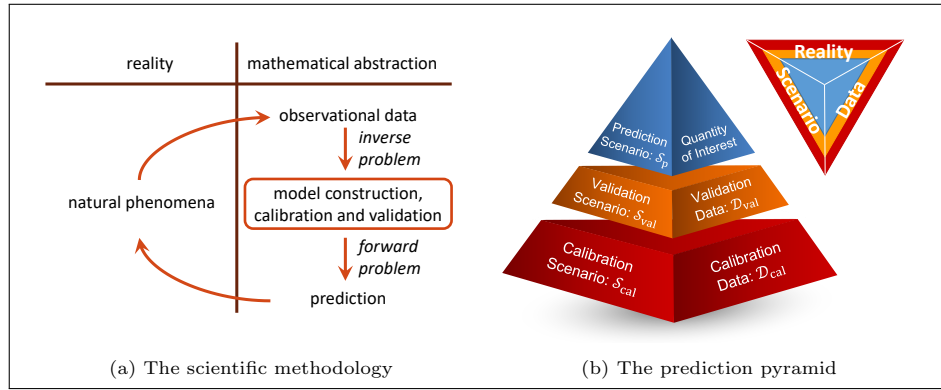 reality
mathematical abstraction
observational data
inverse
problem
natural phenomena
model construction,
calibration and validation
forward
problem
prediction
(a) The scientific methodology
Prediction
Scenario: 𝒮p
Quantity
of Interest
Validation
Scenario: 𝒮val
Validation
Data: 𝒟val
Calibration
Scenario: 𝒮cal
Calibration
Data: 𝒟cal
Reality
Scenario
Data
(b) The prediction pyramid